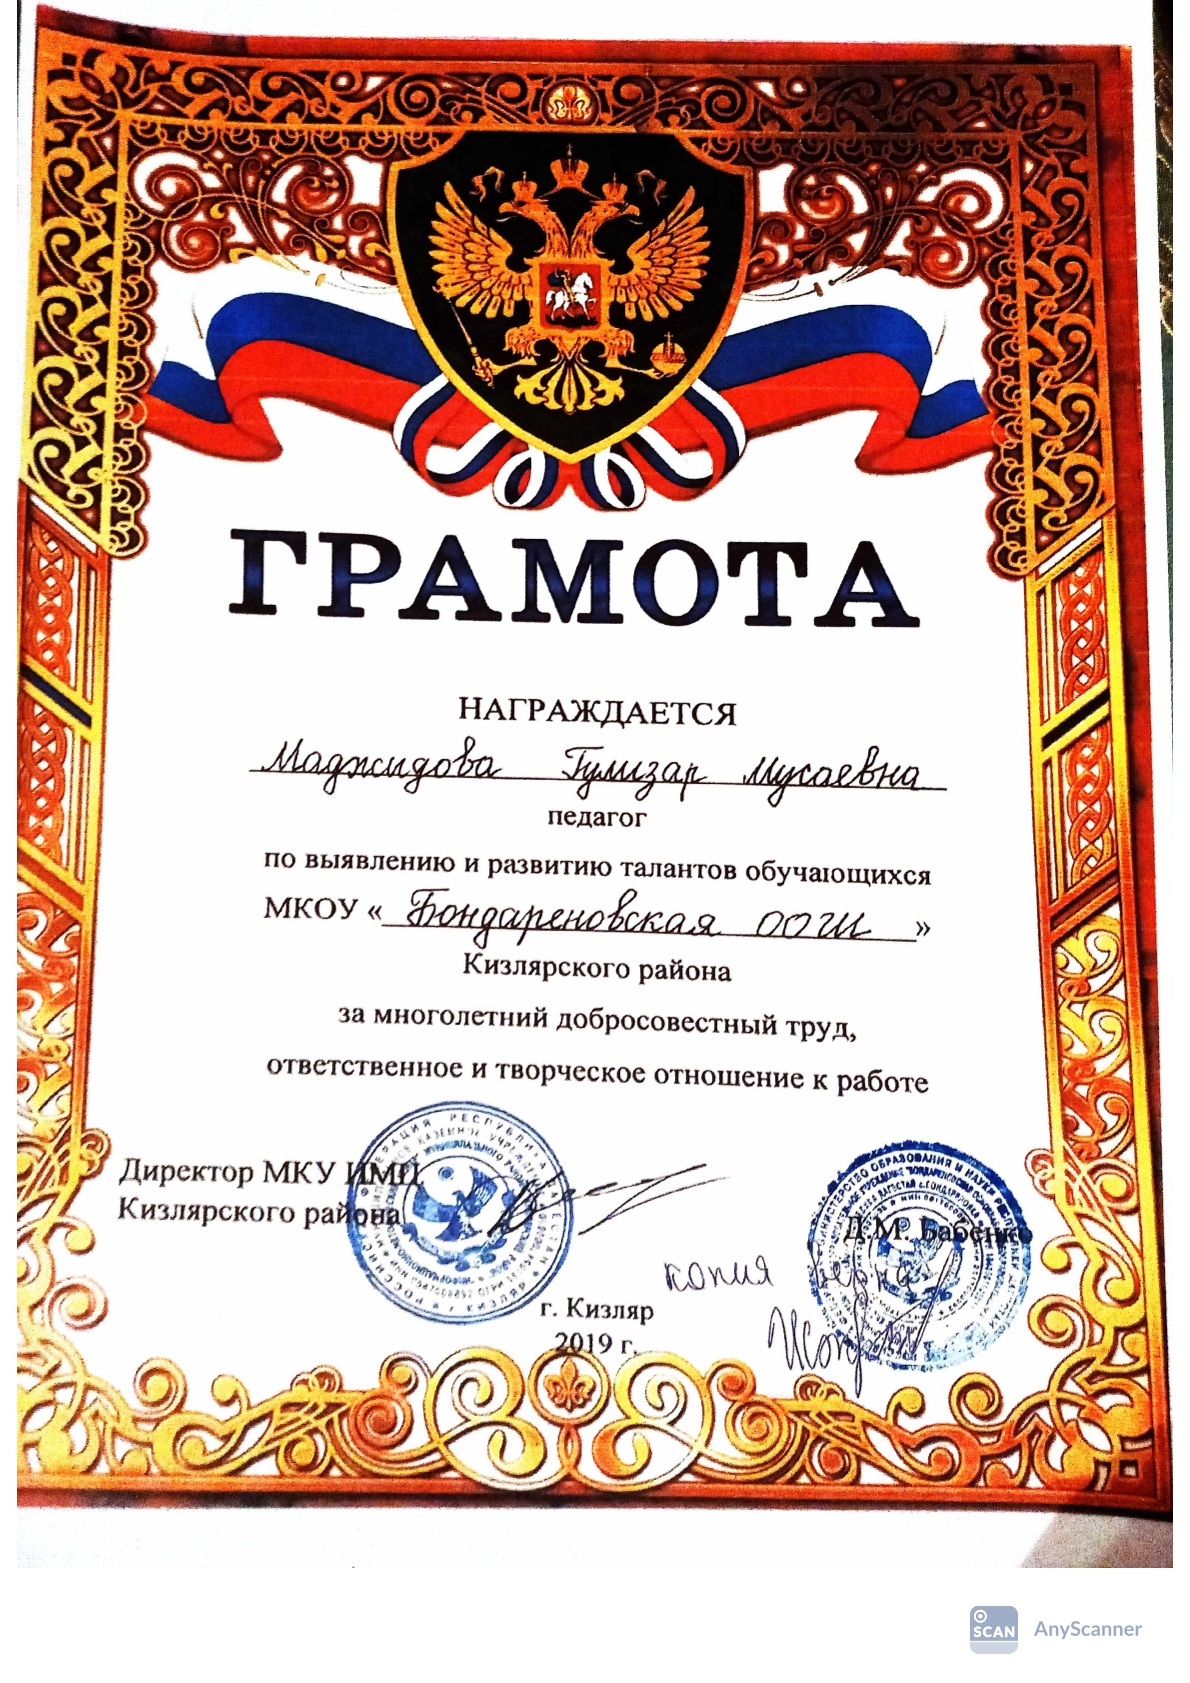 ГРАМОТА
НАГРАЖДАЕТСЯ
Маджидова Гулизар Мусаевна
педагог
по выявлению и развитию талантов обучающихся
МКОУ « Бондареновская ООШ »
Кизлярского района
за многолетний добросовестный труд,
ответственное и творческое отношение к работе
Директор МКУ ИМЦ
Кизлярского района
Д.М. Бабенко
копия верна
г. Кизляр
2019 г.
SCAN AnyScanner